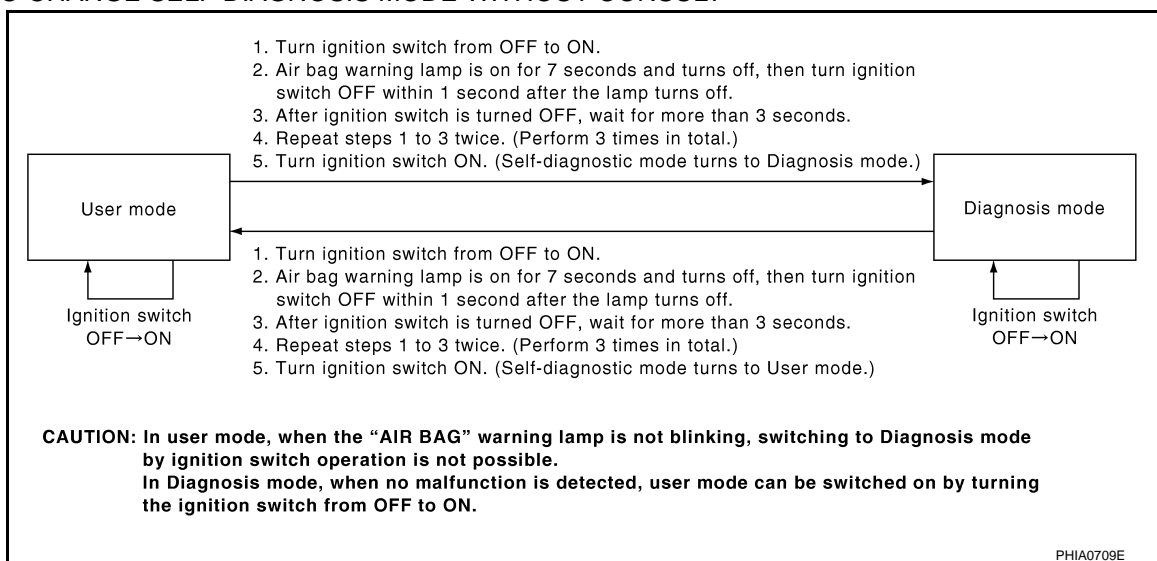 1. Turn ignition switch from OFF to ON.
2. Air bag warning lamp is on for 7 seconds and turns off, then turn ignition
switch OFF within 1 second after the lamp turns off.
3. After ignition switch is turned OFF, wait for more than 3 seconds.
4. Repeat steps 1 to 3 twice. (Perform 3 times in total.)
5. Turn ignition switch ON. (Self-diagnostic mode turns to Diagnosis mode.)
User mode
Diagnosis mode
Ignition switch
OFF→ON
1. Turn ignition switch from OFF to ON.
2. Air bag warning lamp is on for 7 seconds and turns off, then turn ignition
switch OFF within 1 second after the lamp turns off.
3. After ignition switch is turned OFF, wait for more than 3 seconds.
4. Repeat steps 1 to 3 twice. (Perform 3 times in total.)
5. Turn ignition switch ON. (Self-diagnostic mode turns to User mode.)
Ignition switch
OFF→ON
CAUTION: In user mode, when the “AIR BAG” warning lamp is not blinking, switching to Diagnosis mode
by ignition switch operation is not possible.
In Diagnosis mode, when no malfunction is detected, user mode can be switched on by turning
the ignition switch from OFF to ON.
PHIA0709E